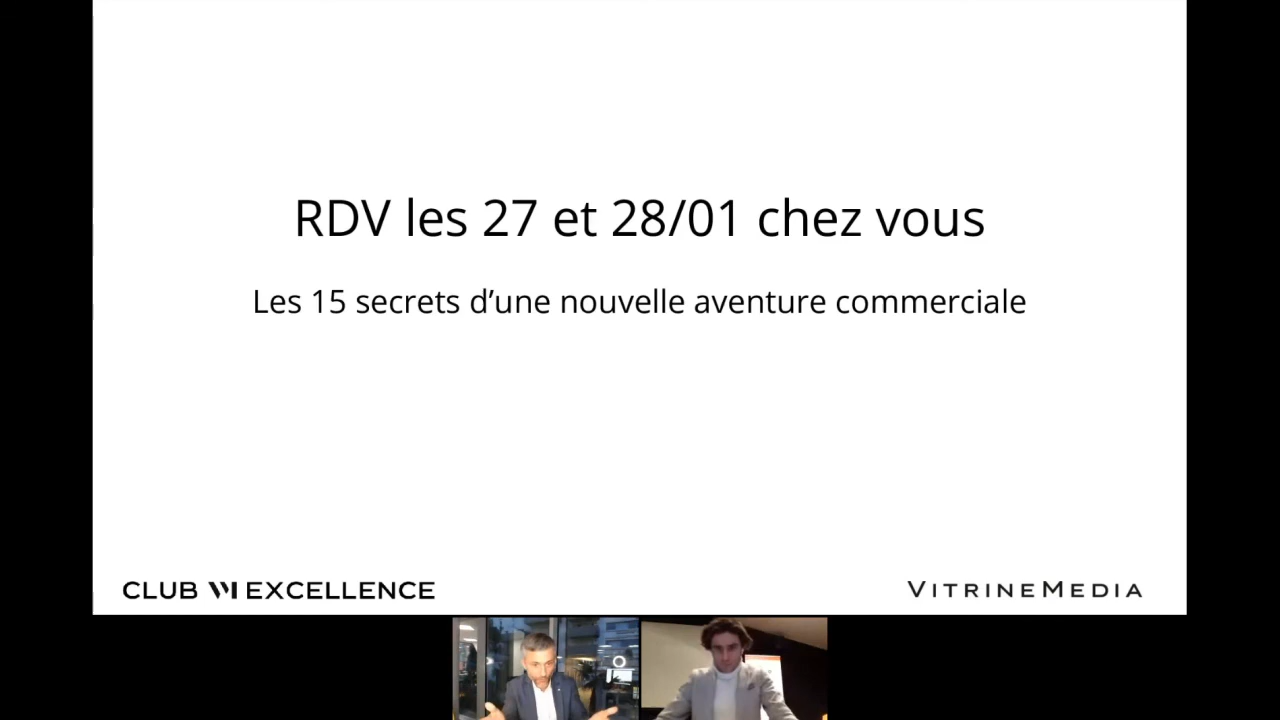 RDV les 27 et 28/01 chez vous
Les 15 secrets d’une nouvelle aventure commerciale
CLUB VM EXCELLENCE
VITRINEMEDIA